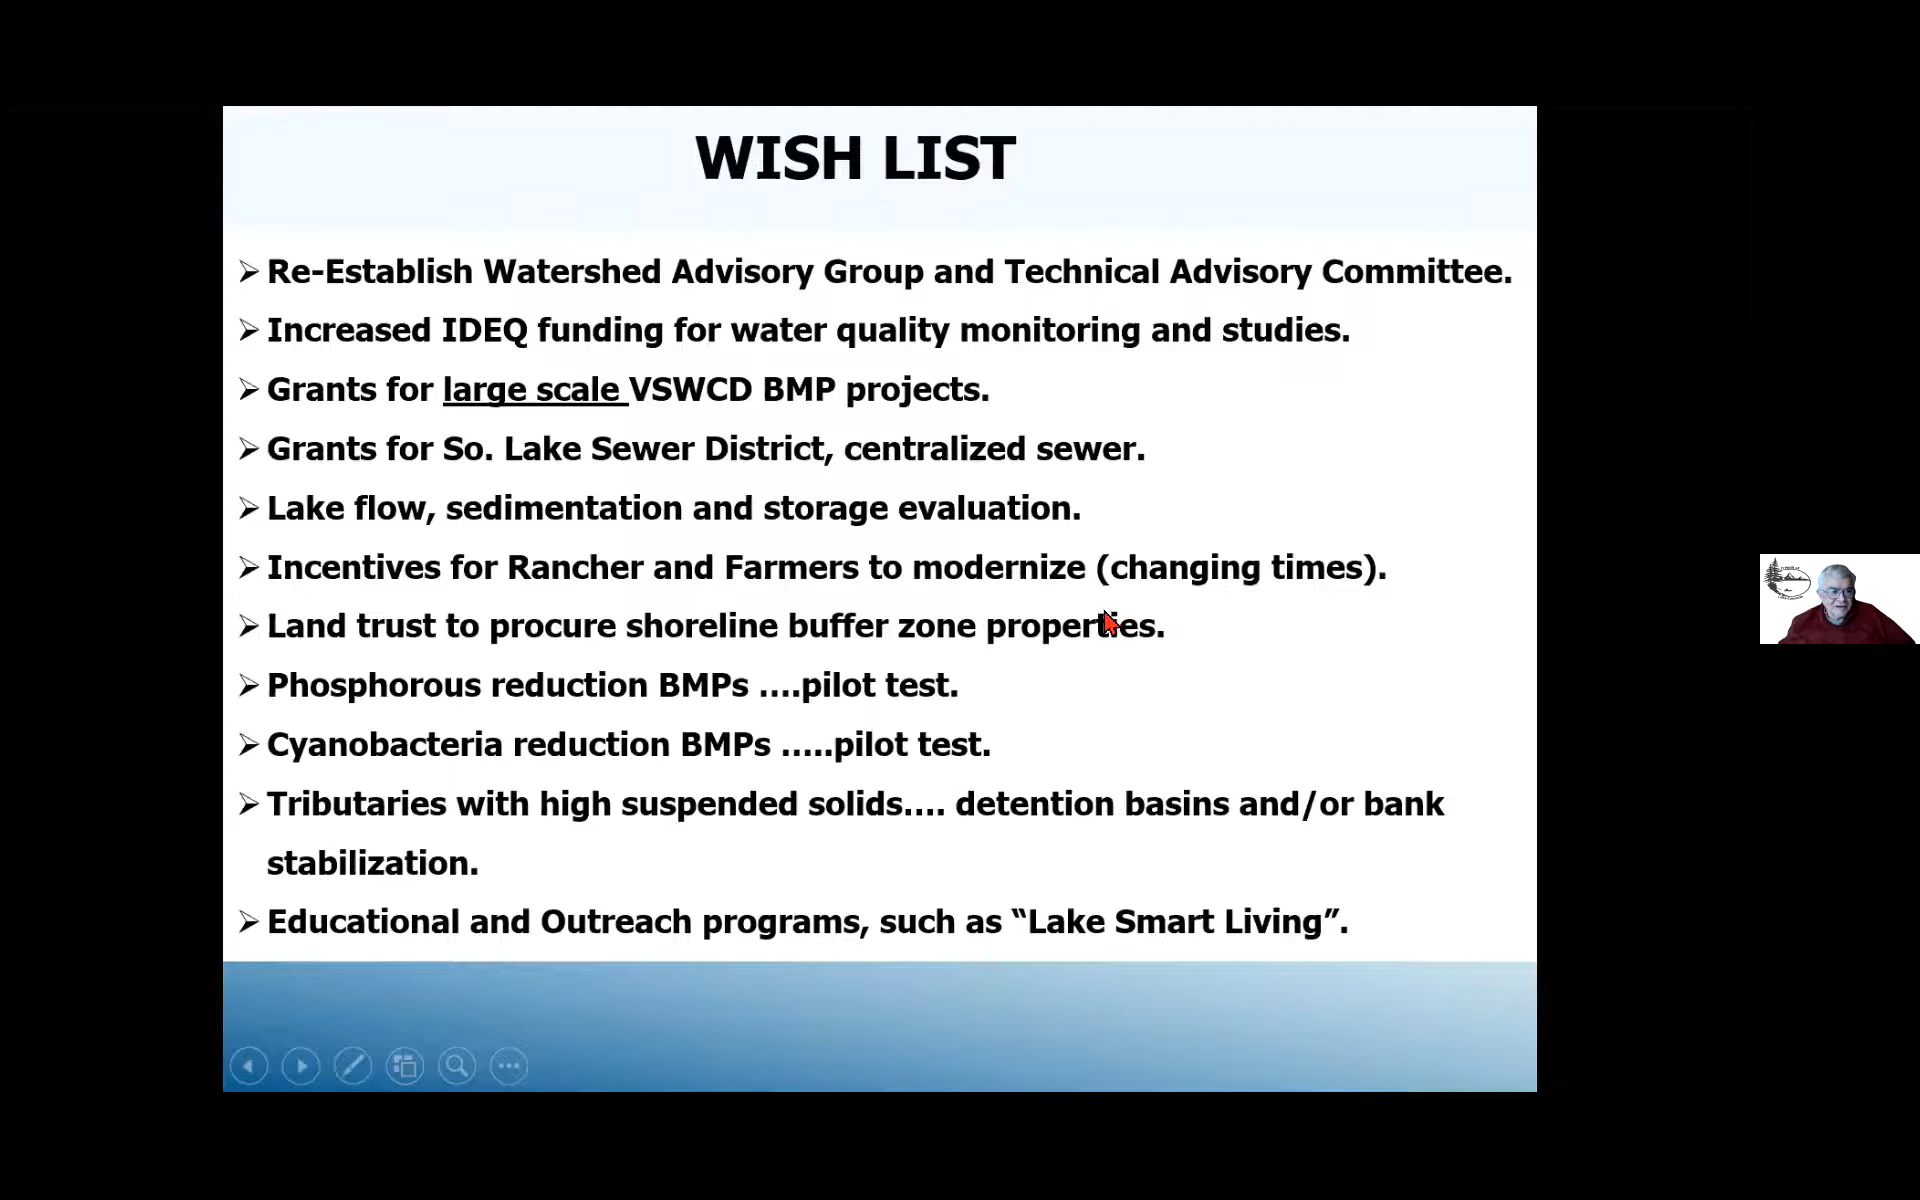 WISH LIST
➢ Re-Establish Watershed Advisory Group and Technical Advisory Committee.
➢ Increased IDEQ funding for water quality monitoring and studies.
➢ Grants for large scale VSWCD BMP projects.
➢ Grants for So. Lake Sewer District, centralized sewer.
➢ Lake flow, sedimentation and storage evaluation.
➢ Incentives for Rancher and Farmers to modernize (changing times).
➢ Land trust to procure shoreline buffer zone properties.
➢ Phosphorous reduction BMPs ....pilot test.
➢ Cyanobacteria reduction BMPs .....pilot test.
➢ Tributaries with high suspended solids.... detention basins and/or bank
stabilization.
➢ Educational and Outreach programs, such as “Lake Smart Living”.